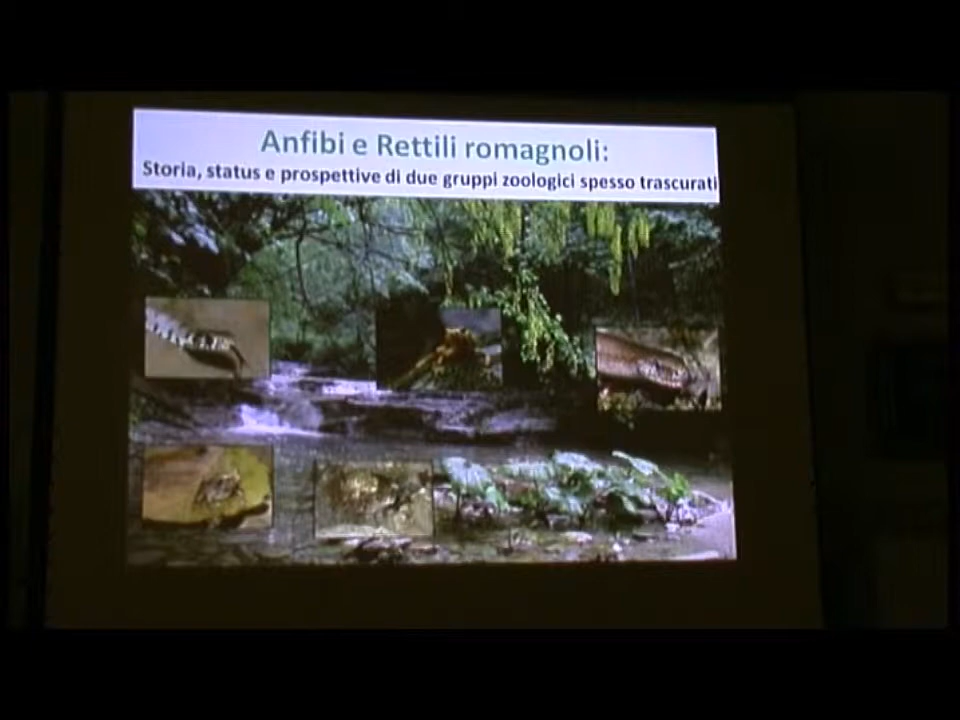 Anfibi e Rettili romagnoli:
Storia, status e prospettive di due gruppi zoologici spesso trascurati